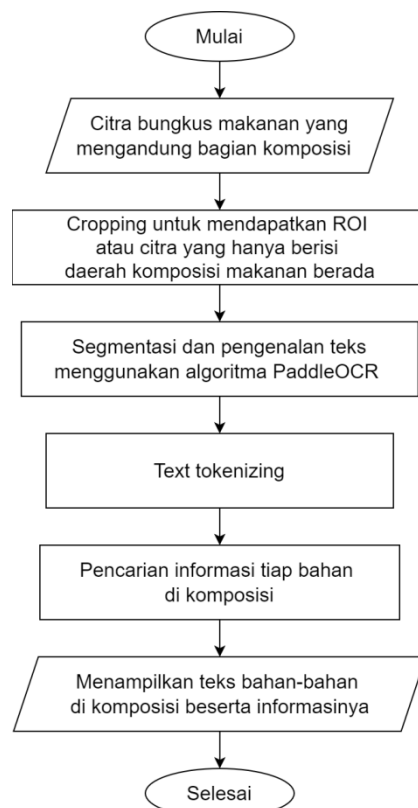 Mulai
Citra bungkus makanan yang
mengandung bagian komposisi
Cropping untuk mendapatkan ROI
atau citra yang hanya berisi
daerah komposisi makanan berada
Segmentasi dan pengenalan teks
menggunakan algoritma PaddleOCR
Text tokenizing
Pencarian informasi tiap bahan
di komposisi
Menampilkan teks bahan-bahan
di komposisi beserta informasinya
Selesai